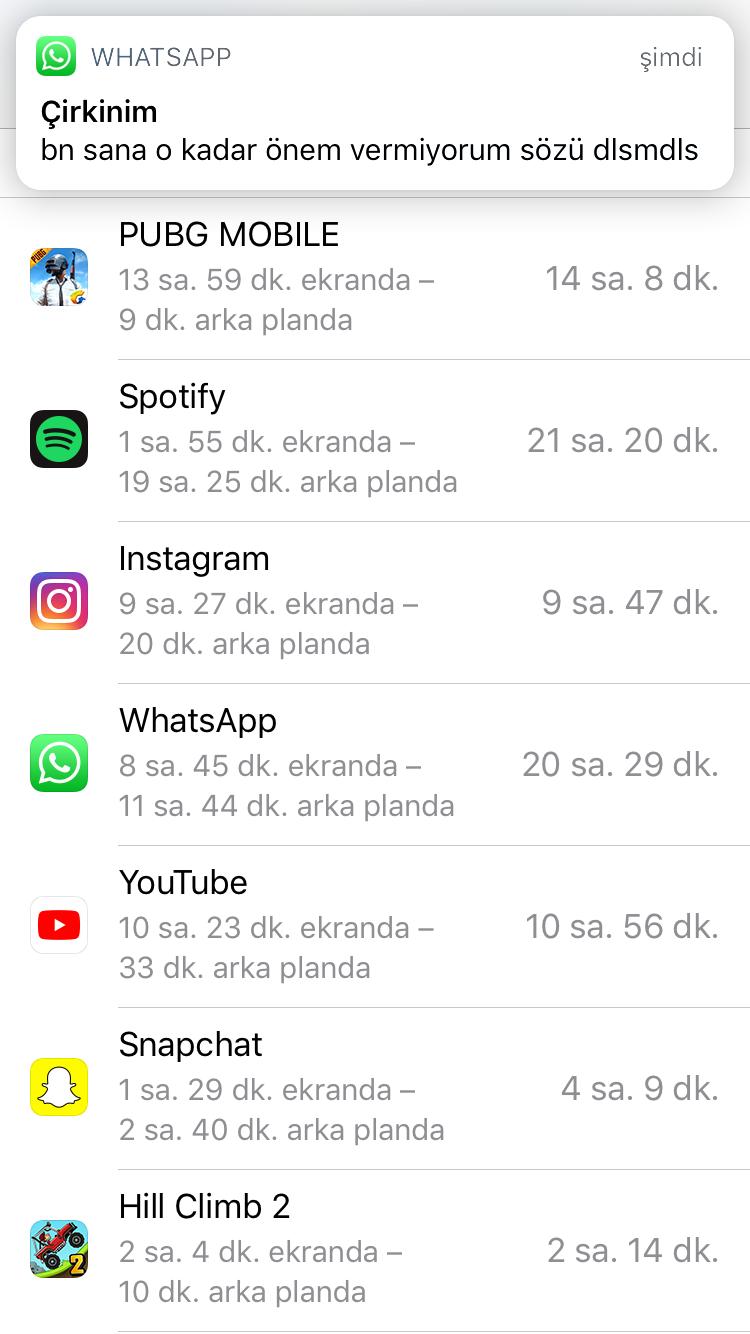 WHATSAPP
şimdi
Çirkinim
bn sana o kadar önem vermiyorum sözü dlsmdls
PUBG MOBILE
13 sa. 59 dk. ekranda –
9 dk. arka planda
14 sa. 8 dk.
Spotify
1 sa. 55 dk. ekranda –
19 sa. 25 dk. arka planda
21 sa. 20 dk.
Instagram
9 sa. 27 dk. ekranda –
20 dk. arka planda
9 sa. 47 dk.
WhatsApp
8 sa. 45 dk. ekranda –
11 sa. 44 dk. arka planda
20 sa. 29 dk.
YouTube
10 sa. 23 dk. ekranda –
33 dk. arka planda
10 sa. 56 dk.
Snapchat
1 sa. 29 dk. ekranda –
2 sa. 40 dk. arka planda
4 sa. 9 dk.
Hill Climb 2
2 sa. 4 dk. ekranda –
10 dk. arka planda
2 sa. 14 dk.